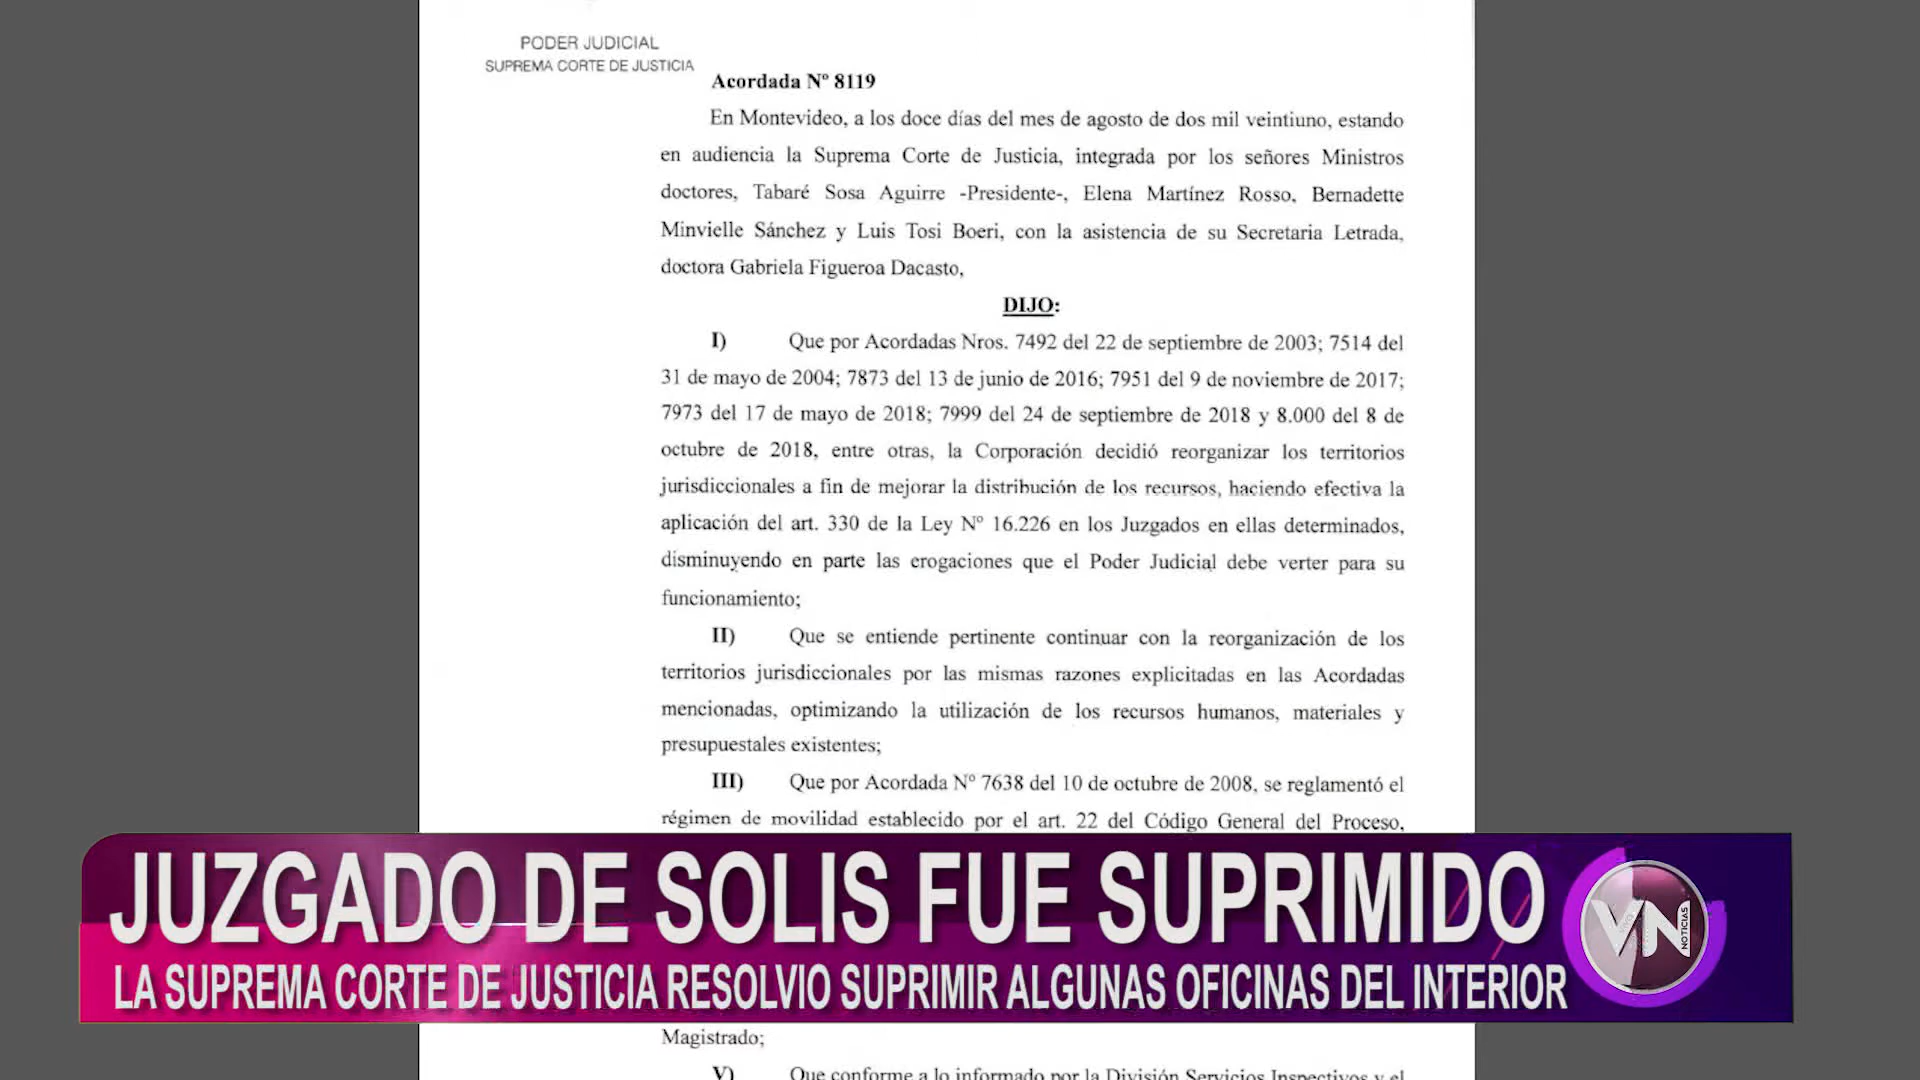 PODER JUDICIAL
SUPREMA CORTE DE JUSTICIA
Acordada Nº 8119
En Montevideo, a los doce días del mes de agosto de dos mil veintiuno, estando
en audiencia la Suprema Corte de Justicia, integrada por los señores Ministros
doctores, Tabaré Sosa Aguirre -Presidente-, Elena Martínez Rosso, Bernadette
Minvielle Sánchez y Luis Tosi Boeri, con la asistencia de su Secretaria Letrada,
doctora Gabriela Figueroa Dacasto,
DIJO:
I) Que por Acordadas Nros. 7492 del 22 de septiembre de 2003; 7514 del
31 de mayo de 2004; 7873 del 13 de junio de 2016; 7951 del 9 de noviembre de 2017;
7973 del 17 de mayo de 2018; 7999 del 24 de septiembre de 2018 y 8.000 del 8 de
octubre de 2018, entre otras, la Corporación decidió reorganizar los territorios
jurisdiccionales a fin de mejorar la distribución de los recursos, haciendo efectiva la
aplicación del art. 330 de la Ley Nº 16.226 en los Juzgados en ellas determinados,
disminuyendo en parte las erogaciones que el Poder Judicial debe verter para su
funcionamiento;
II) Que se entiende pertinente continuar con la reorganización de los
territorios jurisdiccionales por las mismas razones explicitadas en las Acordadas
mencionadas, optimizando la utilización de los recursos humanos, materiales y
presupuestales existentes;
III) Que por Acordada Nº 7638 del 10 de octubre de 2008, se reglamentó el
régimen de movilidad establecido por el art. 22 del Código General del Proceso,
JUZGADO DE SOLIS FUE SUPRIMIDO
LA SUPREMA CORTE DE JUSTICIA RESOLVIO SUPRIMIR ALGUNAS OFICINAS DEL INTERIOR
VN
NOTICIAS
Magistrado;
V) Que conforme a lo informado por la División Servicios Inspectivos y el